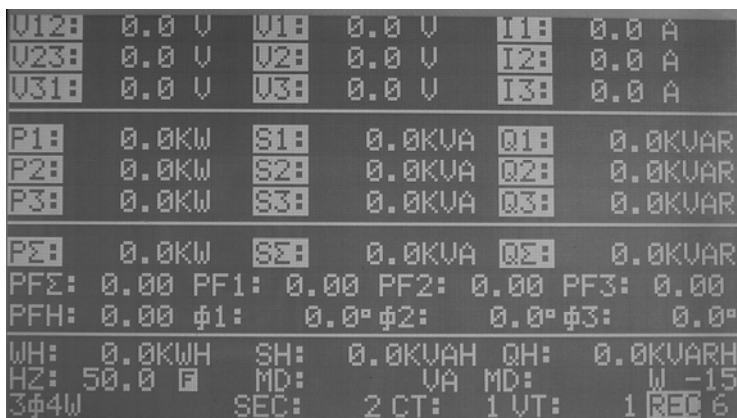 V12: 0.0 V V1: 0.0 V I1: 0.0 A
V23: 0.0 V V2: 0.0 V I2: 0.0 A
V31: 0.0 V V3: 0.0 V I3: 0.0 A
P1: 0.0KW S1: 0.0KVA Q1: 0.0KVAR
P2: 0.0KW S2: 0.0KVA Q2: 0.0KVAR
P3: 0.0KW S3: 0.0KVA Q3: 0.0KVAR
PΣ: 0.0KW SΣ: 0.0KVA QΣ: 0.0KVAR
PFΣ: 0.00 PF1: 0.00 PF2: 0.00 PF3: 0.00
PFH: 0.00 ϕ1: 0.0° ϕ2: 0.0° ϕ3: 0.0°
WH: 0.0KWH SH: 0.0KVAH QH: 0.0KVARH
HZ: 50.0 F MD: VA MD: W -15
3ϕ4W SEC: 2 CT: 1 VT: 1 REC 6